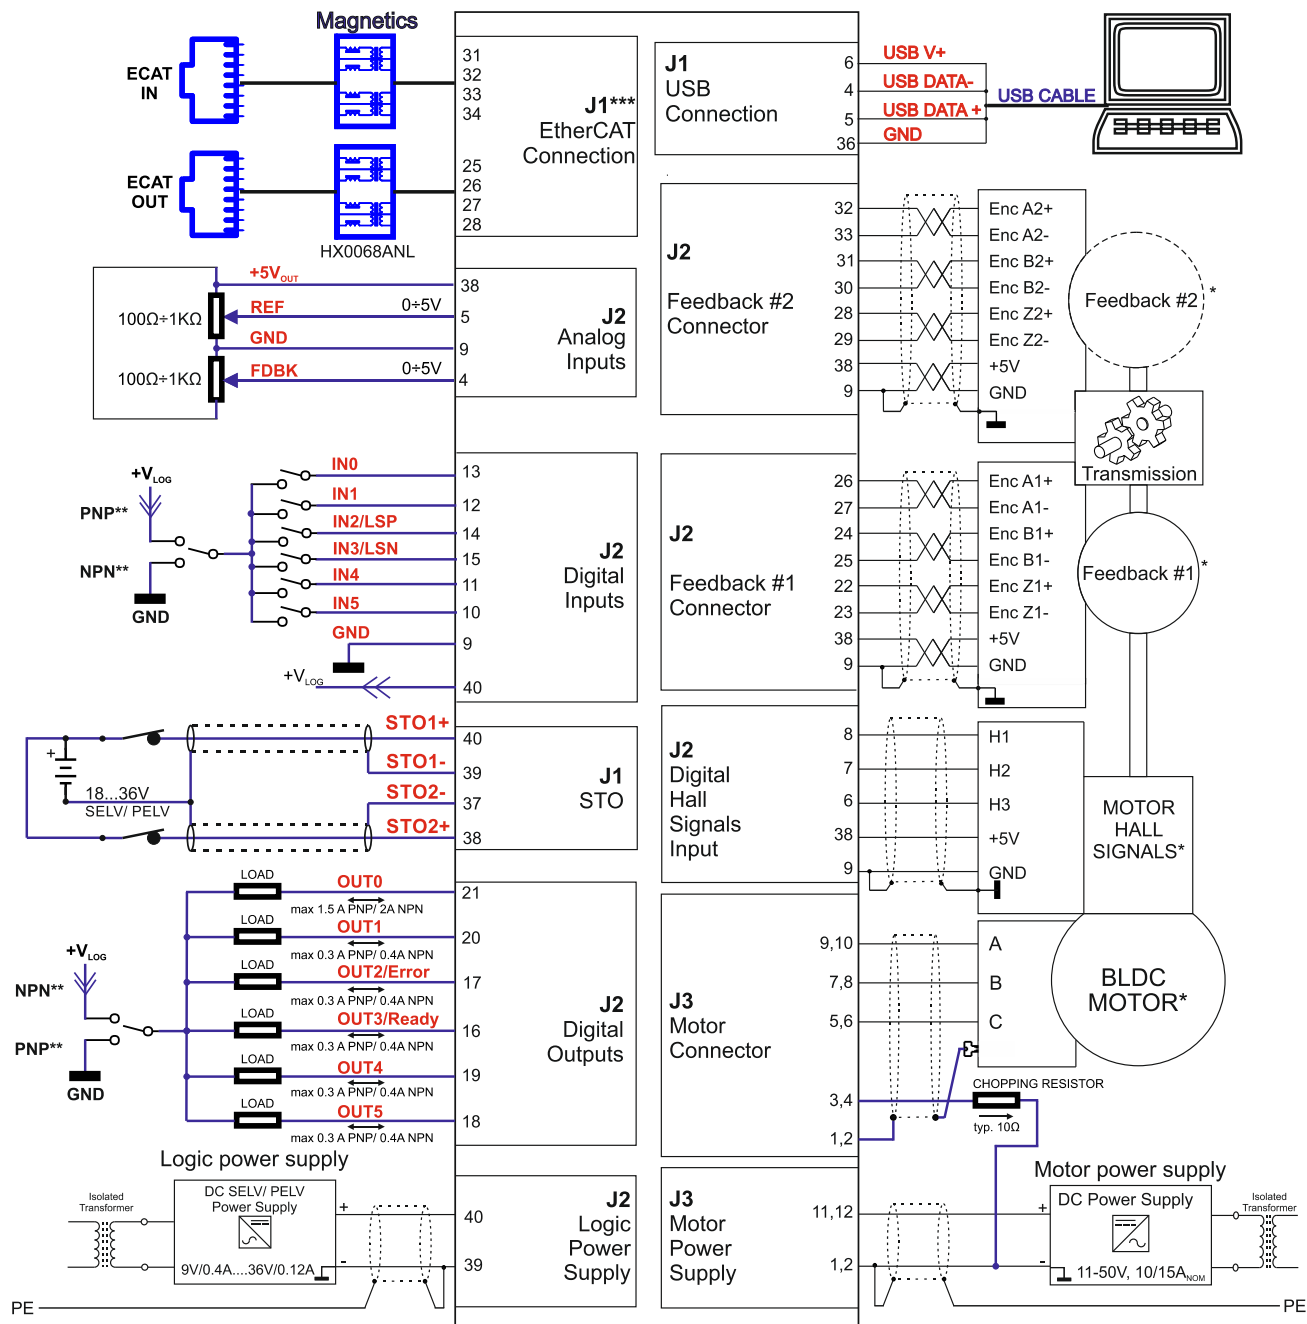 Magnetics
ECAT
IN
31
32
33
34
J1***
EtherCAT
Connection
ECAT
OUT
25
26
27
28
HX0068ANL
J1
USB
Connection
6
4
5
36
USB V+
USB DATA-
USB DATA +
GND
USB CABLE
+5VOUT
REF
GND
FDBK
0÷5V
0÷5V
100Ω÷1KΩ
100Ω÷1KΩ
38
5
9
4
J2
Analog
Inputs
J2
Feedback #2
Connector
32
33
31
30
28
29
38
9
Enc A2+
Enc A2-
Enc B2+
Enc B2-
Enc Z2+
Enc Z2-
+5V
GND
Feedback #2
*
Transmission
+VLOG
PNP**
NPN**
GND
IN0
IN1
IN2/LSP
IN3/LSN
IN4
IN5
GND
+VLOG
13
12
14
15
11
10
9
40
J2
Digital
Inputs
J2
Feedback #1
Connector
26
27
24
25
22
23
38
9
Enc A1+
Enc A1-
Enc B1+
Enc B1-
Enc Z1+
Enc Z1-
+5V
GND
Feedback #1
*
+
18...36V
SELV/ PELV
STO1+
STO1-
STO2-
STO2+
40
39
37
38
J1
STO
J2
Digital
Hall
Signals
Input
8
7
6
38
9
H1
H2
H3
+5V
GND
MOTOR
HALL
SIGNALS*
+VLOG
NPN**
PNP**
GND
LOAD
OUT0
max 1.5 A PNP/ 2A NPN
LOAD
OUT1
max 0.3 A PNP/ 0.4A NPN
LOAD
OUT2/Error
max 0.3 A PNP/ 0.4A NPN
LOAD
OUT3/Ready
max 0.3 A PNP/ 0.4A NPN
LOAD
OUT4
max 0.3 A PNP/ 0.4A NPN
LOAD
OUT5
max 0.3 A PNP/ 0.4A NPN
21
20
17
16
19
18
J2
Digital
Outputs
J3
Motor
Connector
9,10
7,8
5,6
3,4
1,2
A
B
C
BLDC
MOTOR*
CHOPPING RESISTOR
typ. 10Ω
Logic power supply
Isolated
Transformer
DC SELV/ PELV
Power Supply
9V/0.4A....36V/0.12A
+
-
40
39
J2
Logic
Power
Supply
PE
J3
Motor
Power
Supply
11,12
1,2
Motor power supply
+
-
DC Power Supply
11-50V, 10/15ANOM
Isolated
Transformer
PE